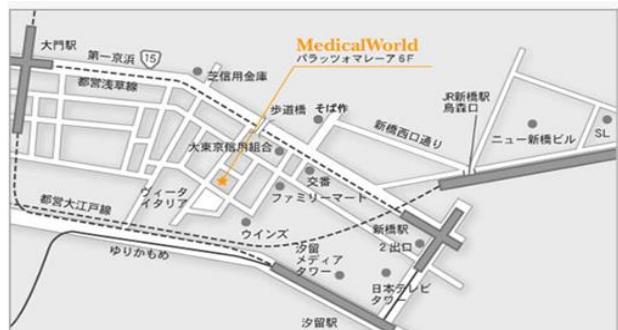 大門駅
第一京浜
15
都営浅草線
芝信用金庫
MedicalWorld
パラッツォマレーア6F
歩道橋
そば作
大東京信用組合
新橋西口通り
JR新橋駅
烏森口
ニュー新橋ビル
SL
交番
ファミリーマート
ヴィータ
イタリア
都営大江戸線
ウインズ
ゆりかもめ
汐留
メディア
タワー
新橋駅
2出口
日本テレビ
タワー
汐留駅